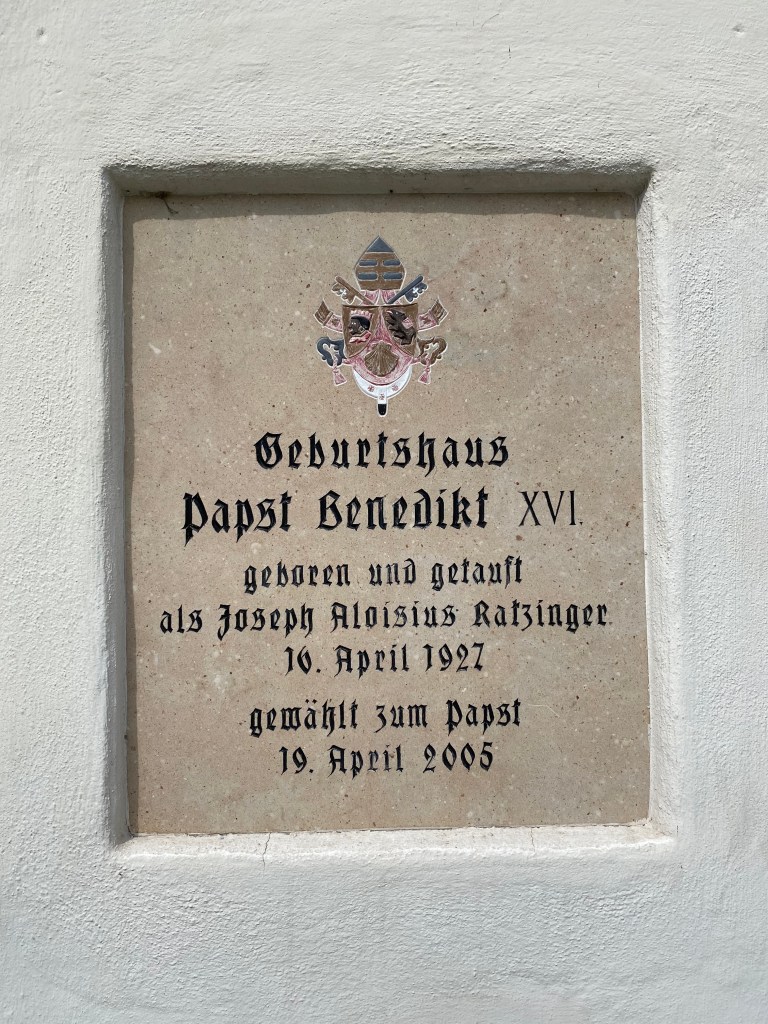 Geburtshaus
Papst Benedikt XVI.
geboren und getauft
als Joseph Aloisius Ratzinger
16. April 1927
gewählt zum Papst
19. April 2005